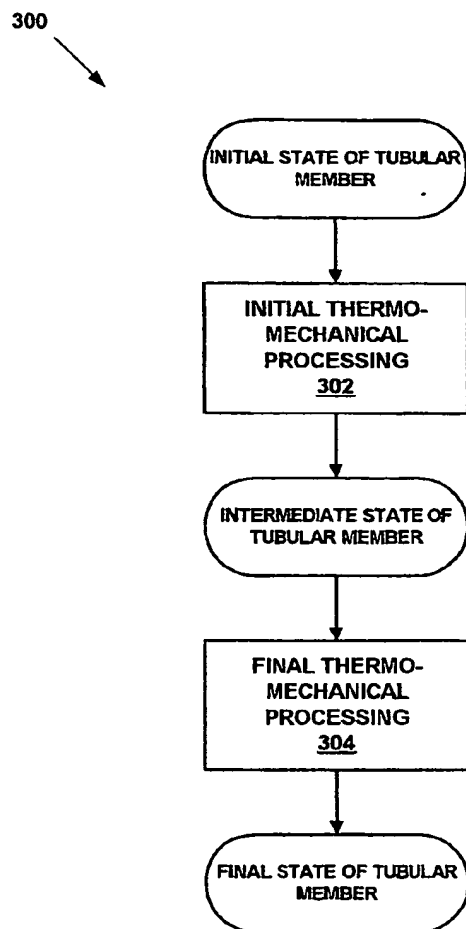 300
INITIAL STATE OF TUBULAR
MEMBER
INITIAL THERMO-
MECHANICAL
PROCESSING
302
INTERMEDIATE STATE OF
TUBULAR MEMBER
FINAL THERMO-
MECHANICAL
PROCESSING
304
FINAL STATE OF TUBULAR
MEMBER